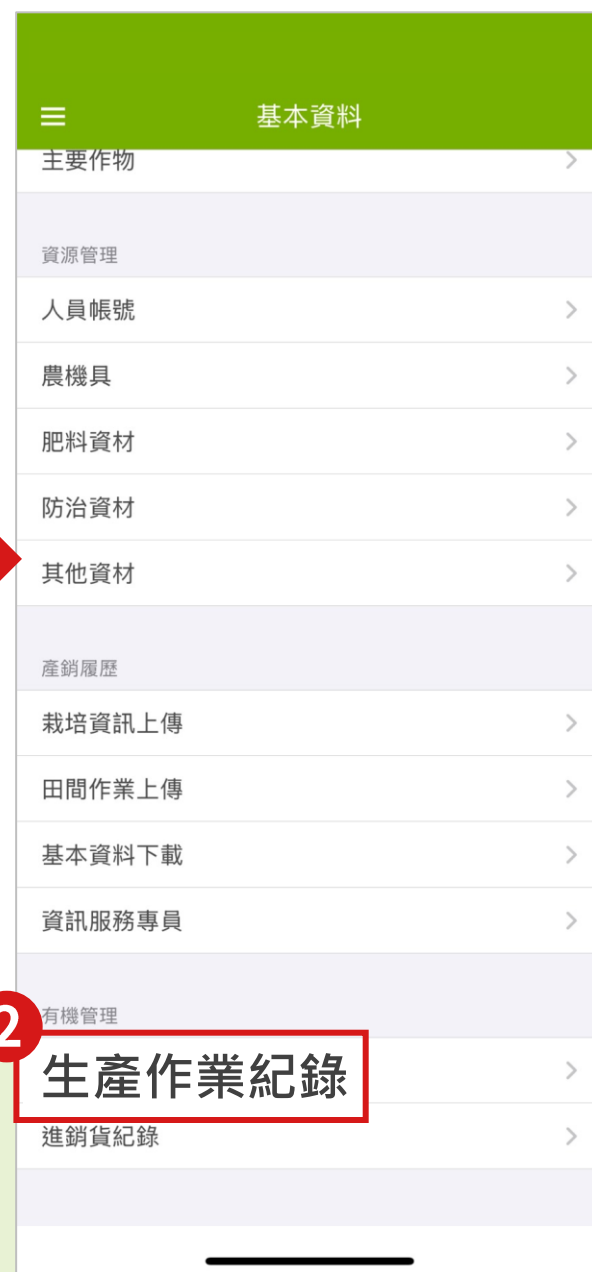 基本資料
主要作物
資源管理
人員帳號
農機具
肥料資材
防治資材
其他資材
產銷履歷
栽培資訊上傳
田間作業上傳
基本資料下載
資訊服務專員
有機管理
2
生產作業紀錄
進銷貨紀錄